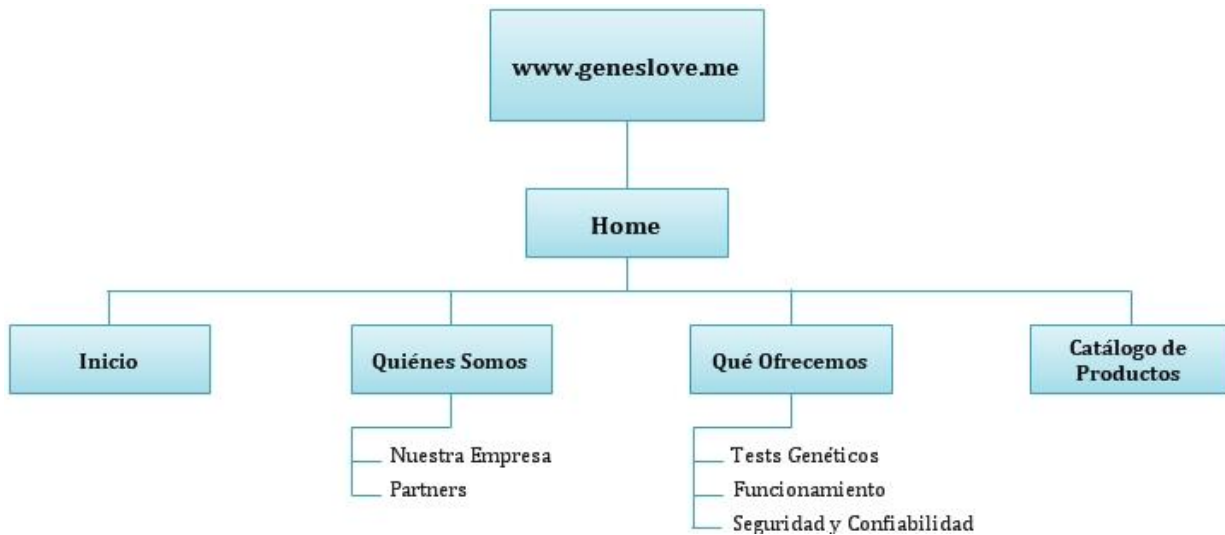 www.geneslove.me
Home
Inicio
Quiénes Somos
Qué Ofrecemos
Catálogo de
Productos
Nuestra Empresa
Partners
Tests Genéticos
Funcionamiento
Seguridad y Confiabilidad